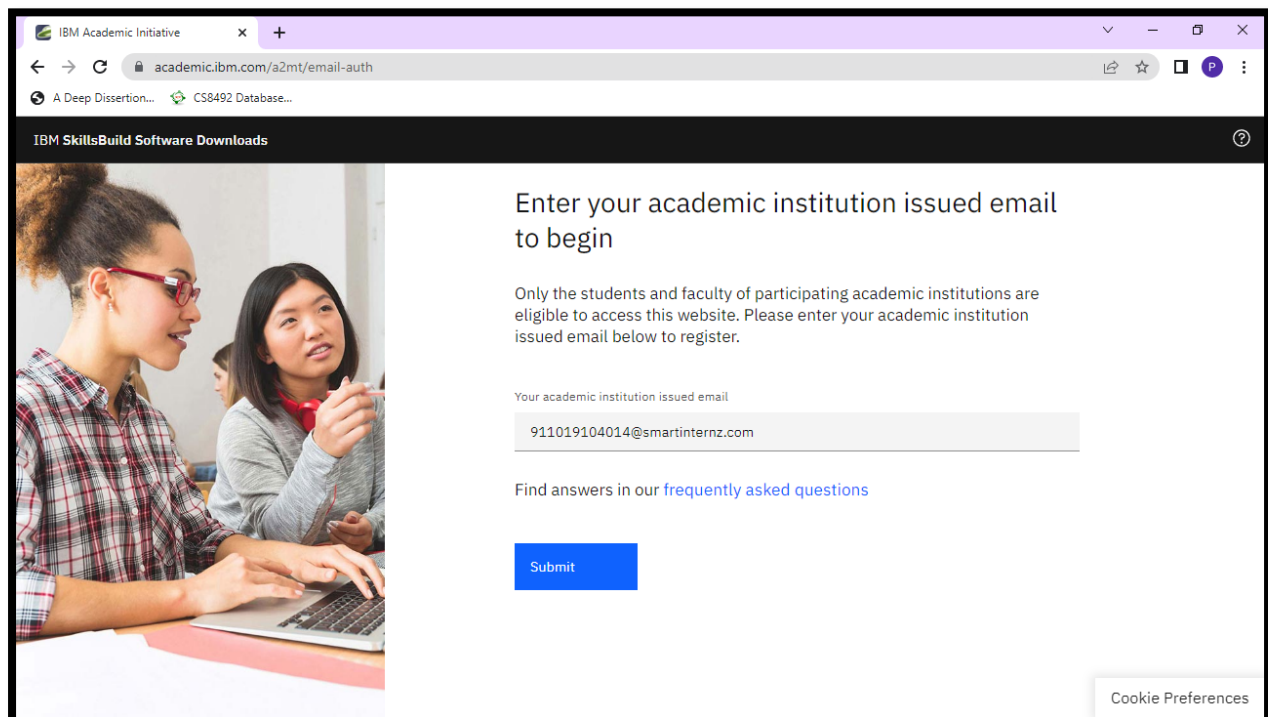 IBM Academic Initiative
academic.ibm.com/a2mt/email-auth
P
A Deep Dissertion... CS8492 Database...
IBM SkillsBuild Software Downloads
Enter your academic institution issued email
to begin
Only the students and faculty of participating academic institutions are
eligible to access this website. Please enter your academic institution
issued email below to register.
Your academic institution issued email
911019104014@smartinternz.com
Find answers in our frequently asked questions
Submit
Cookie Preferences